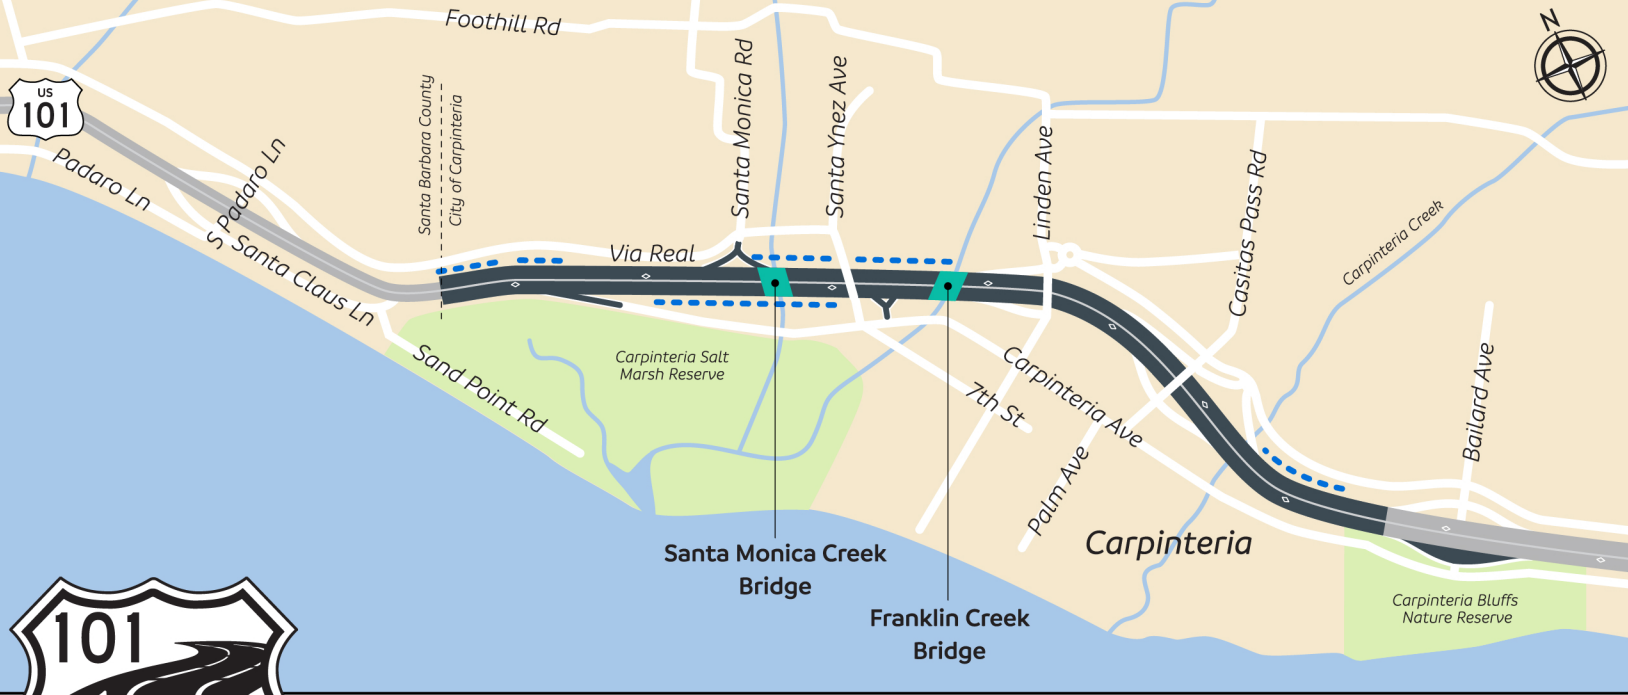 Foothill Rd
N
US
101
Padaro Ln
S Padaro Ln
Santa Claus Ln
Santa Barbara County
City of Carpinteria
Via Real
Santa Monica Rd
Santa Ynez Ave
Linden Ave
Casitas Pass Rd
Carpinteria Creek
Bailard Ave
Sand Point Rd
Carpinteria Salt
Marsh Reserve
7th St
Carpinteria Ave
Palm Ave
Carpinteria
Santa Monica Creek
Bridge
Franklin Creek
Bridge
Carpinteria Bluffs
Nature Reserve
101